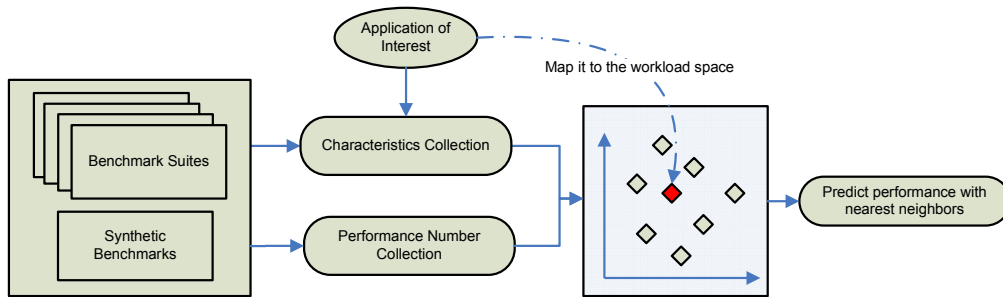 Application of
Interest
Map it to the workload space
Benchmark Suites
Characteristics Collection
Predict performance with
nearest neighbors
Synthetic
Benchmarks
Performance Number
Collection